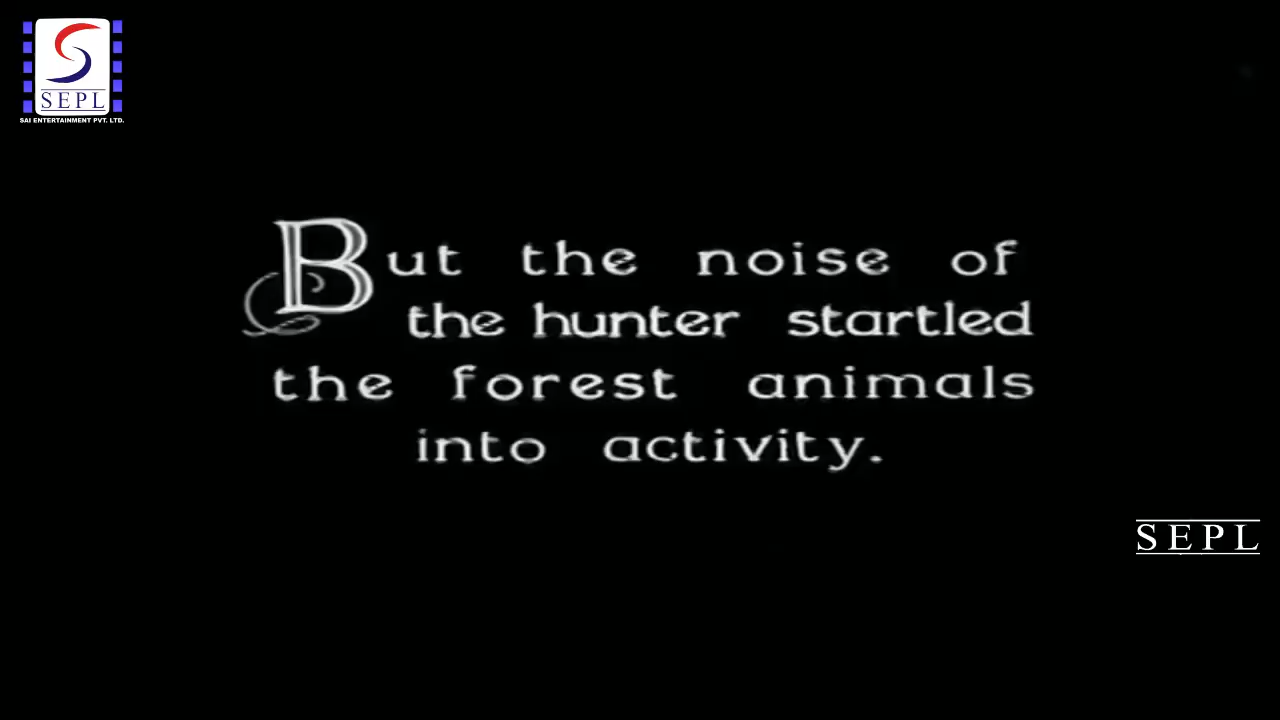 SEPL
SAI ENTERTAINMENT PVT. LTD.
But the noise of
the hunter startled
the forest animals
into activity.
SEPL